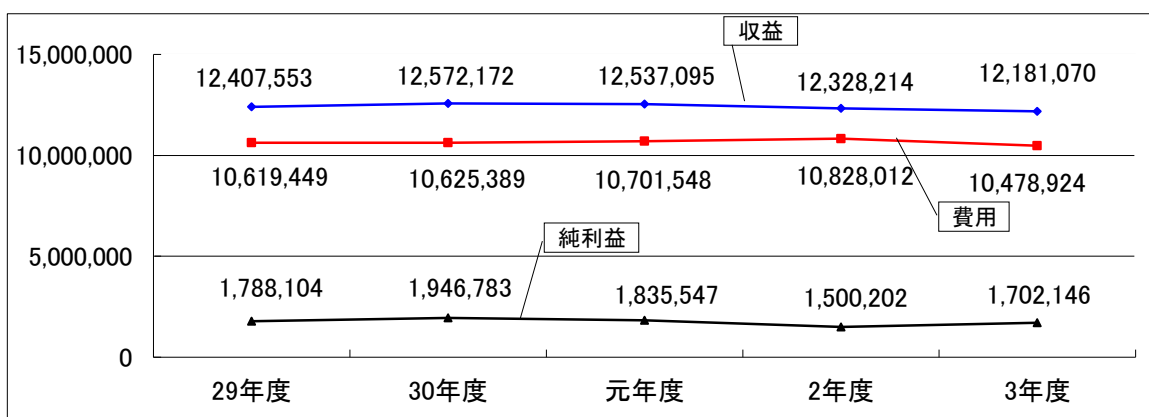 収益
15,000,000
12,407,553 12,572,172 12,537,095 12,328,214 12,181,070
10,000,000
10,619,449 10,625,389 10,701,548 10,828,012 10,478,924
費用
純利益
5,000,000
1,788,104 1,946,783 1,835,547 1,500,202 1,702,146
0
29年度 30年度 元年度 2年度 3年度